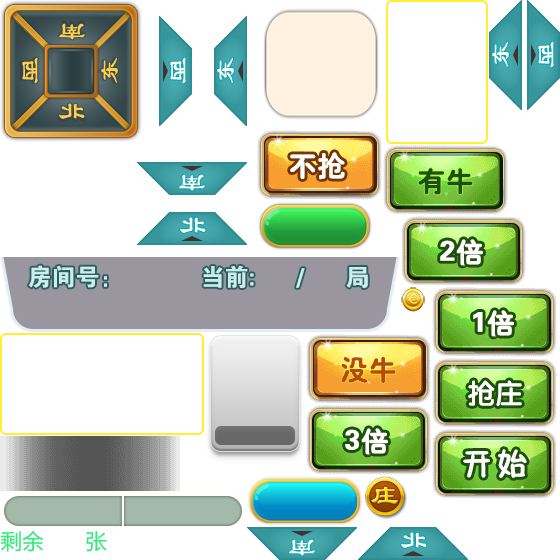 南
西 东
北
西
东
东
西
南
北
不抢
有牛
2倍
房间号: 当前: / 局
1倍
没牛
抢庄
3倍
开始
庄
剩余 张
南
北